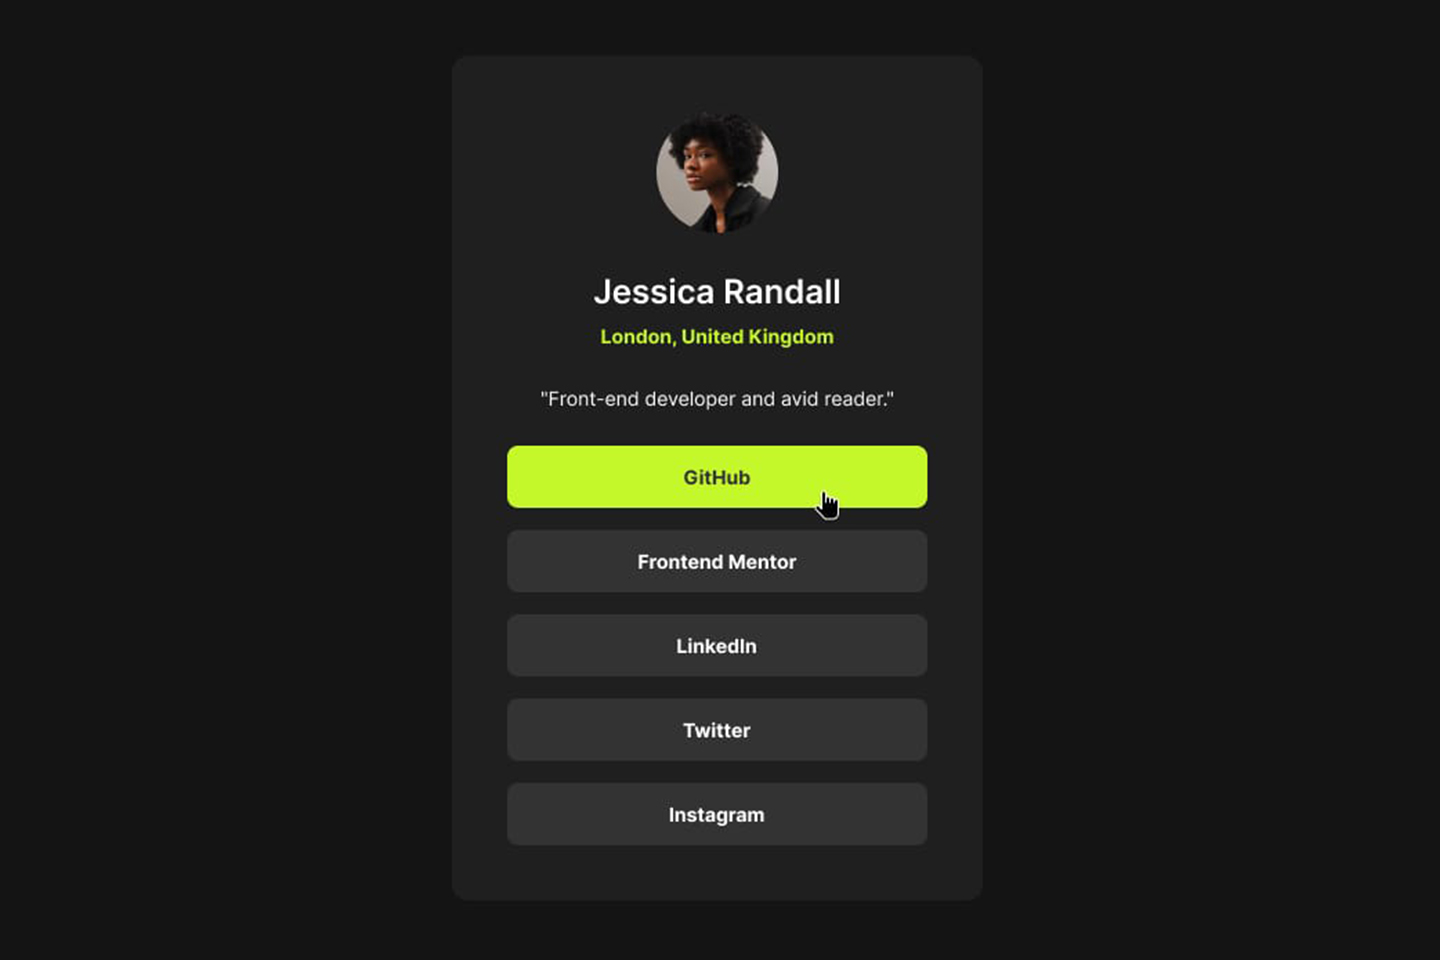 Jessica Randall
London, United Kingdom
"Front-end developer and avid reader."
GitHub
Frontend Mentor
LinkedIn
Twitter
Instagram